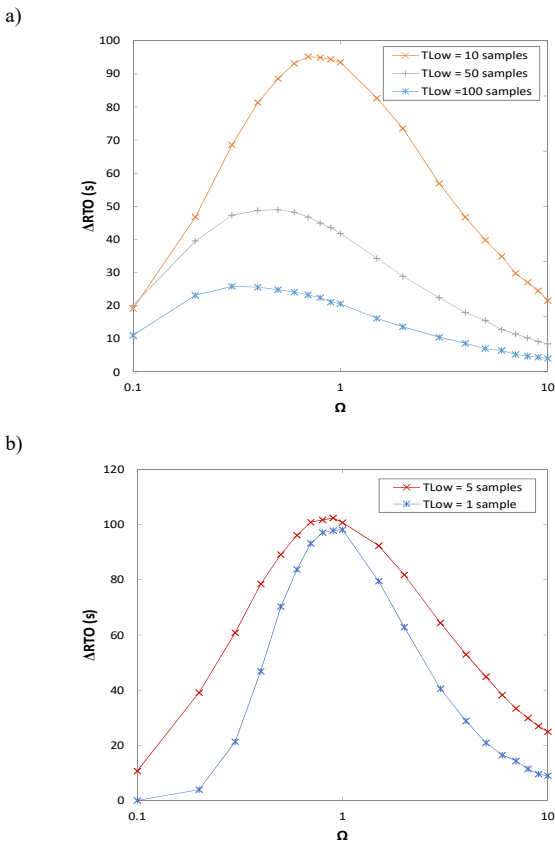 a)
100
90
80
70
60
50
40
30
20
10
0
ΔRTO (s)
TLow = 10 samples
TLow = 50 samples
TLow =100 samples
0.1
1
10
Ω
b)
120
100
80
60
40
20
0
ΔRTO (s)
TLow = 5 samples
TLow = 1 sample
0.1
1
10
Ω